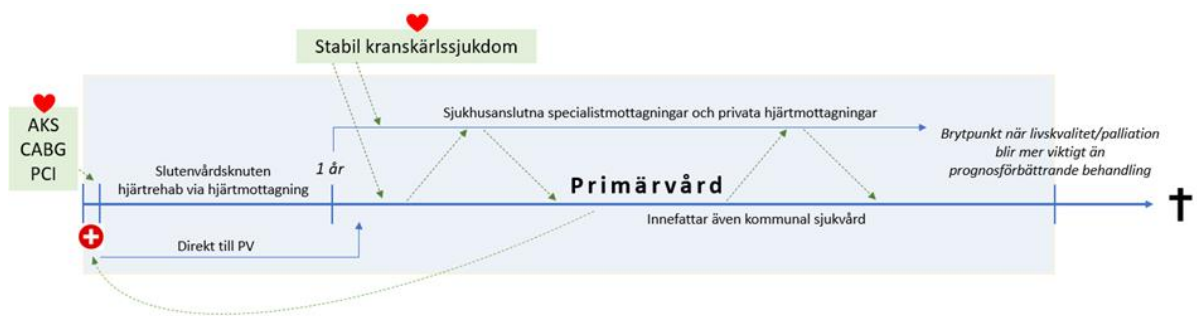 Stabil kranskärlssjukdom
AKS
CABG
PCI
Sjukhusanslutna specialistmottagningar och privata hjärtmottagningar
Slutenvårdsknuten
hjärtrehab via hjärtmottagning
1 år
Primärvård
Brytpunkt när livskvalitet/palliation
blir mer viktigt än
prognosförbättrande behandling
Innefattar även kommunal sjukvård
Direkt till PV